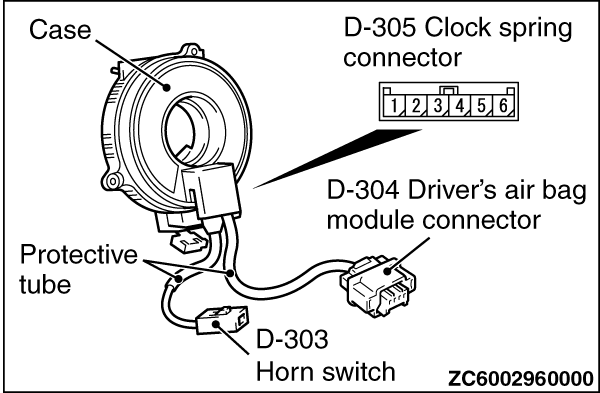 Case
D-305 Clock spring
connector
1 2 3 4 5 6
D-304 Driver's air bag
module connector
Protective
tube
D-303
Horn switch
ZC6002960000